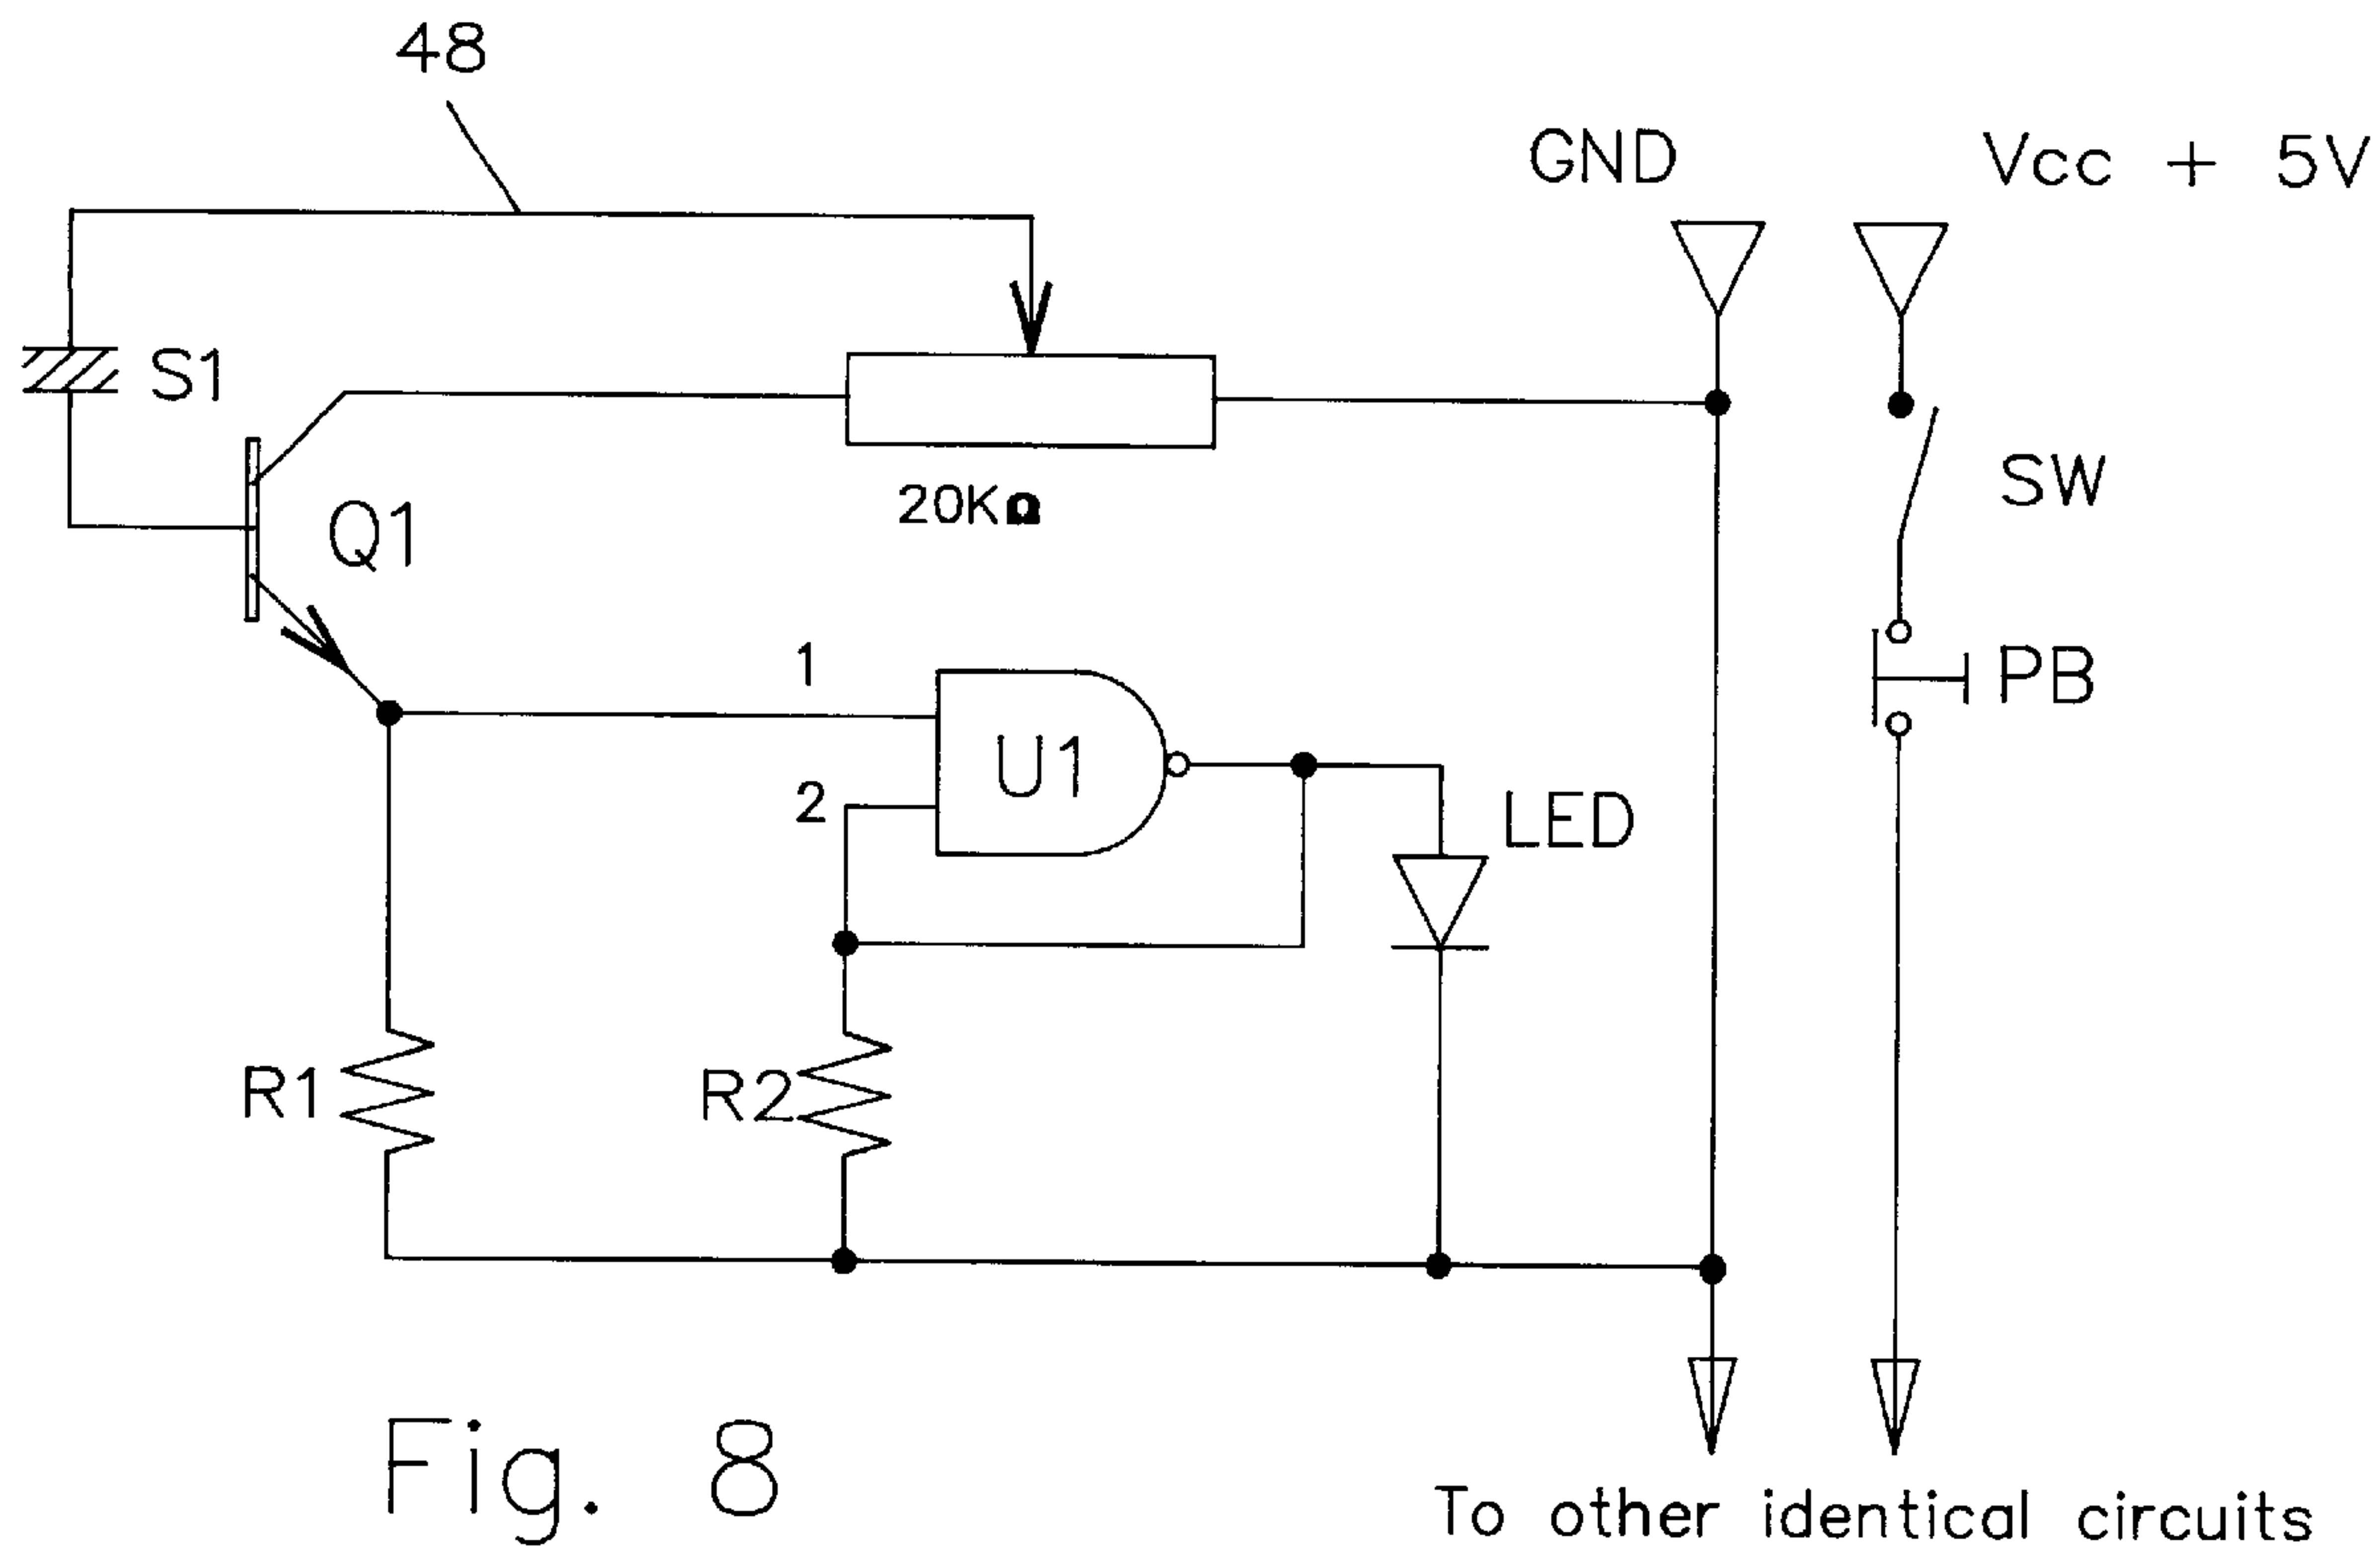 48
GND
Vcc + 5V
S1
SW
20KΩ
Q1
1
PB
U1
2
LED
R1
R2
Fig. 8
To other identical circuits